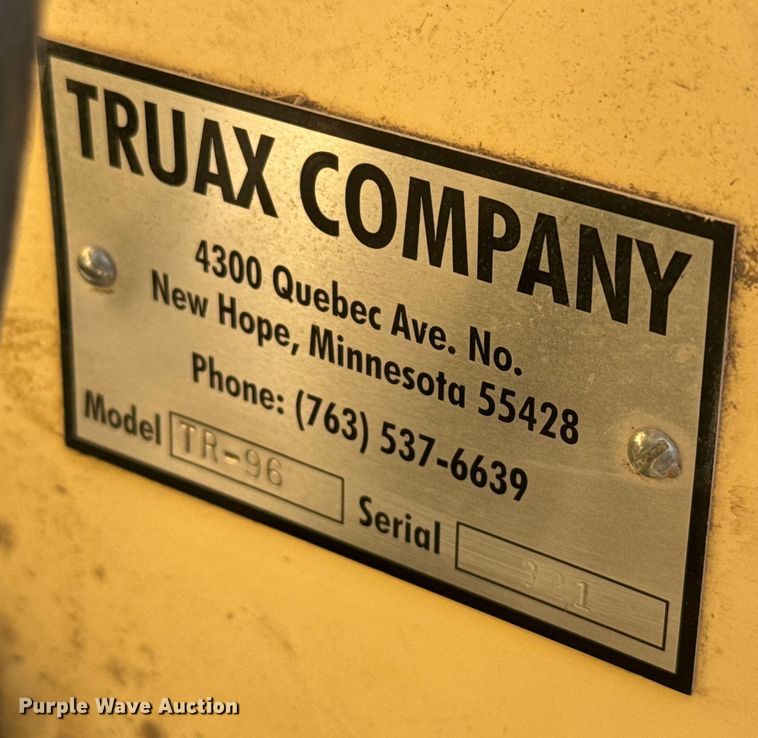 TRUAX COMPANY
4300 Quebec Ave. No.
New Hope, Minnesota 55428
Phone: (763) 537-6639
Model TR-96 Serial 321
Purple Wave Auction